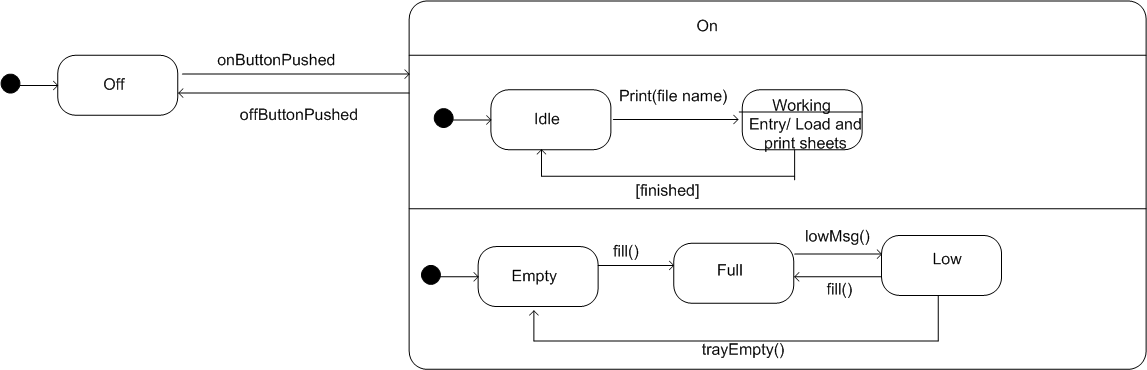 On
onButtonPushed
Off
offButtonPushed
Print(file name)
Idle
Working
Entry/ Load and
print sheets
[finished]
fill()
lowMsg()
Empty
Full
Low
fill()
trayEmpty()